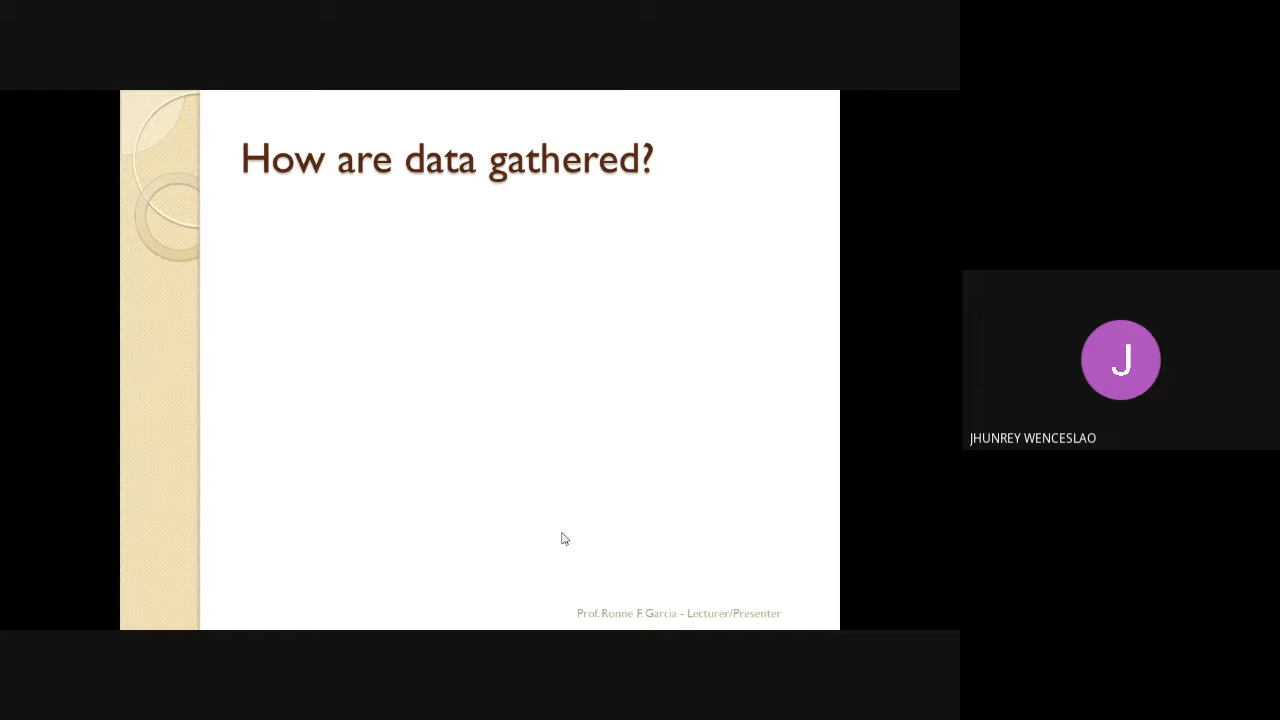 How are data gathered?
J
JHUNREY WENCESLAO
Prof. Ronne F. Garcia - Lecturer/Presenter